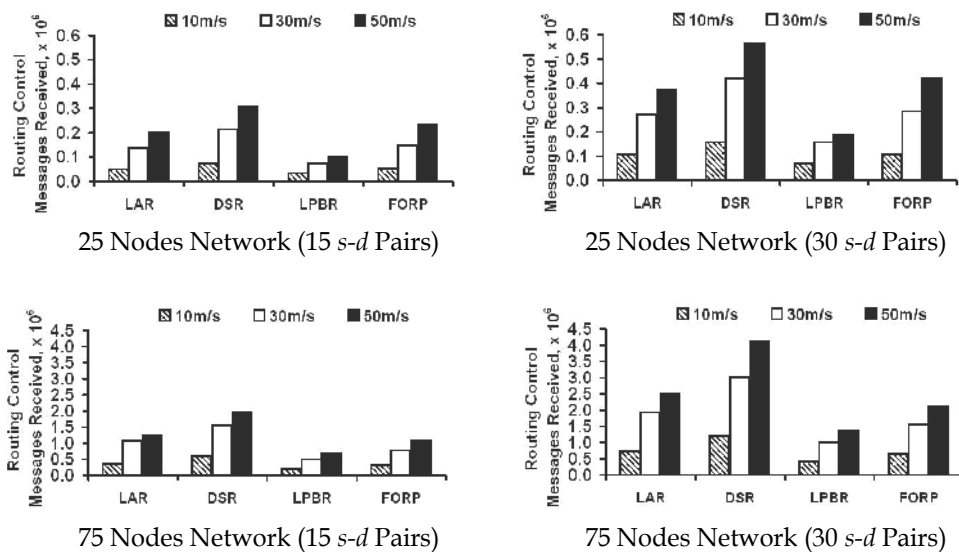 10m/s 30m/s 50m/s
Routing Control
Messages Received, x 10⁶
0.6
0.5
0.4
0.3
0.2
0.1
0.0
LAR DSR LPBR FORP
25 Nodes Network (15 s-d Pairs)
10m/s 30m/s 50m/s
Routing Control
Messages Received, x 10⁶
0.6
0.5
0.4
0.3
0.2
0.1
0.0
LAR DSR LPBR FORP
25 Nodes Network (30 s-d Pairs)
10m/s 30m/s 50m/s
Routing Control
Messages Received, x 10⁶
4.5
4.0
3.5
3.0
2.5
2.0
1.5
1.0
0.5
0.0
LAR DSR LPBR FORP
75 Nodes Network (15 s-d Pairs)
10m/s 30m/s 50m/s
Routing Control
Messages Received, x 10⁶
4.5
4.0
3.5
3.0
2.5
2.0
1.5
1.0
0.5
0.0
LAR DSR LPBR FORP
75 Nodes Network (30 s-d Pairs)